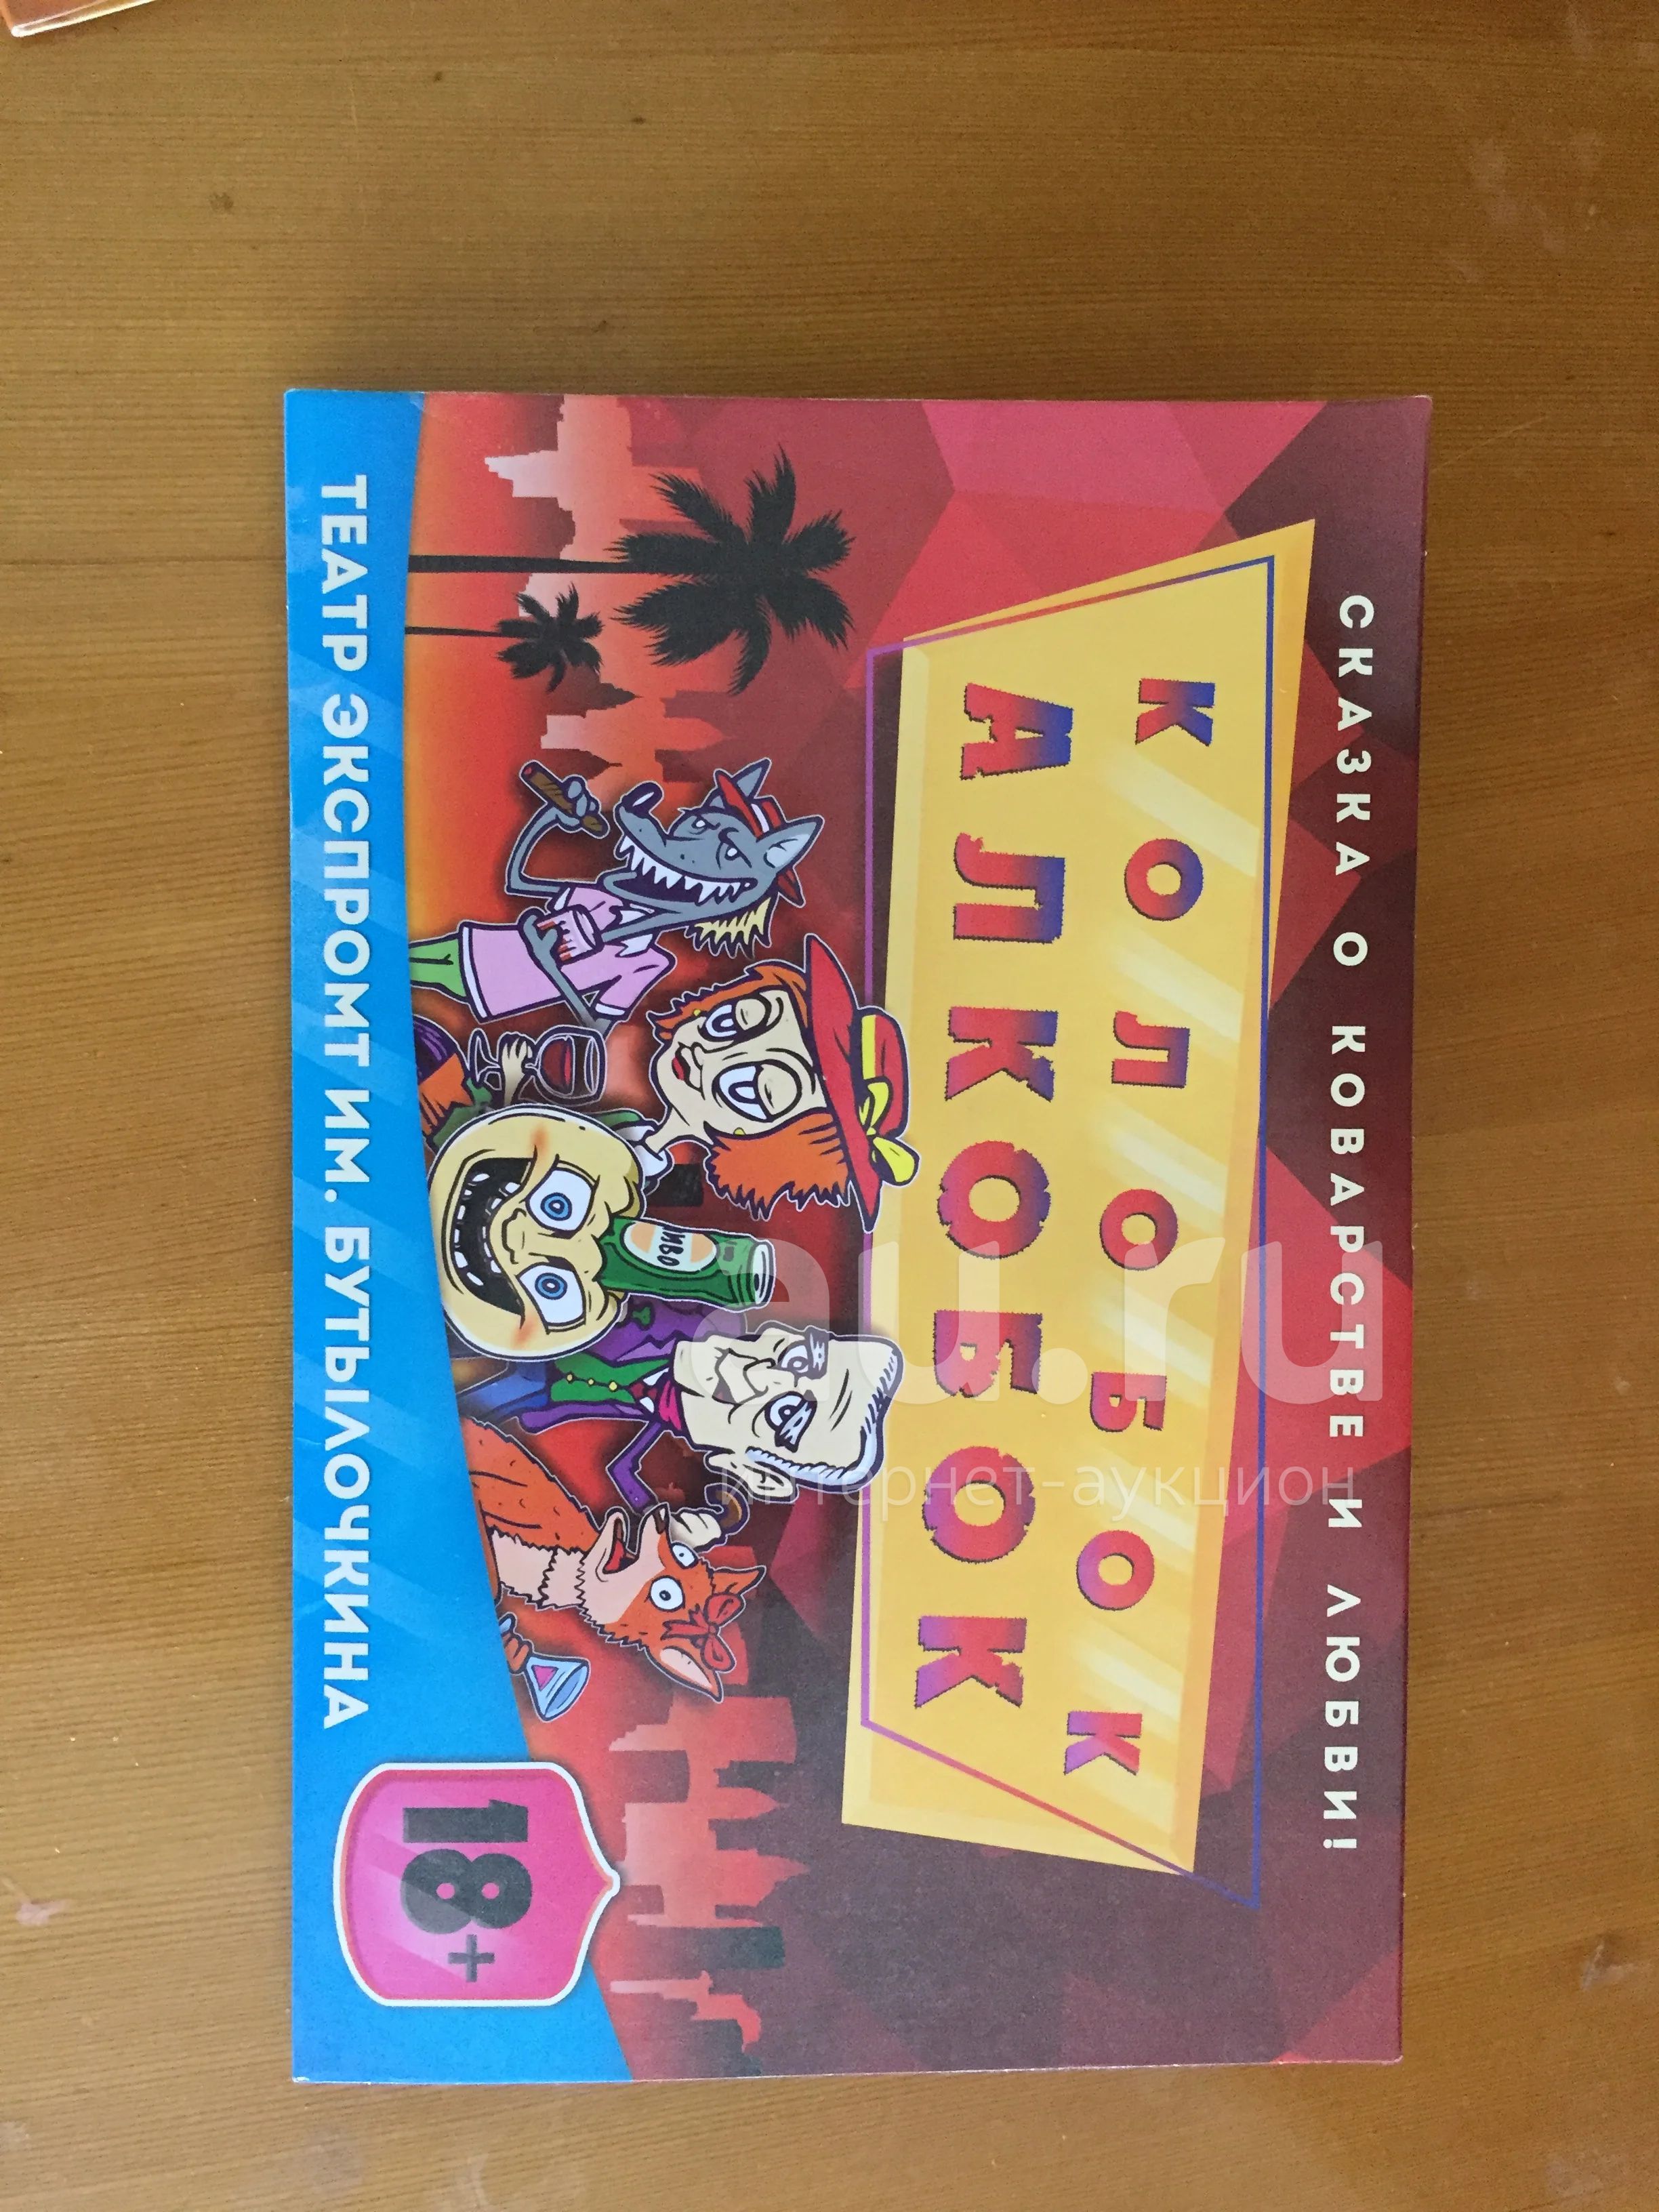 СКАЗКА О КОВАРСТВЕ И ЛЮБВИ!
КОЛОБОК
АЛКОБОК
ПИВО
ТЕАТР ЭКСПРОМТ ИМ. БУТЫЛОЧКИНА
18+
au.ru
интернет-аукцион